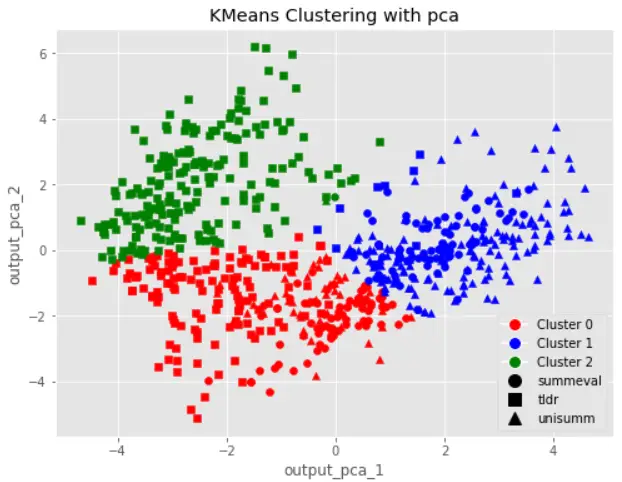 KMeans Clustering with pca
output_pca_2
6
4
2
0
−2
−4
−4
−2
0
2
4
output_pca_1
Cluster 0
Cluster 1
Cluster 2
summeval
tldr
unisumm